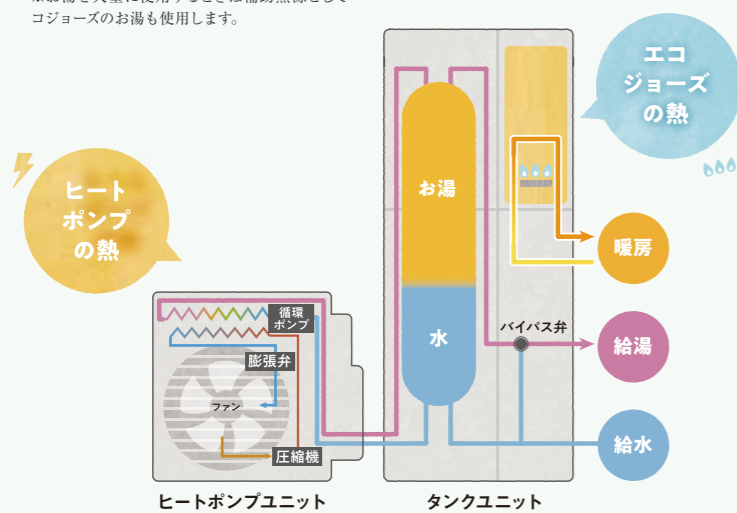 コジョーズのお湯も使用します。
エコ
ジョーズ
の熱
ヒート
ポンプ
の熱
お湯
水
暖房
バイパス弁
給湯
給水
循環
ポンプ
膨張弁
ファン
圧縮機
ヒートポンプユニット
タンクユニット